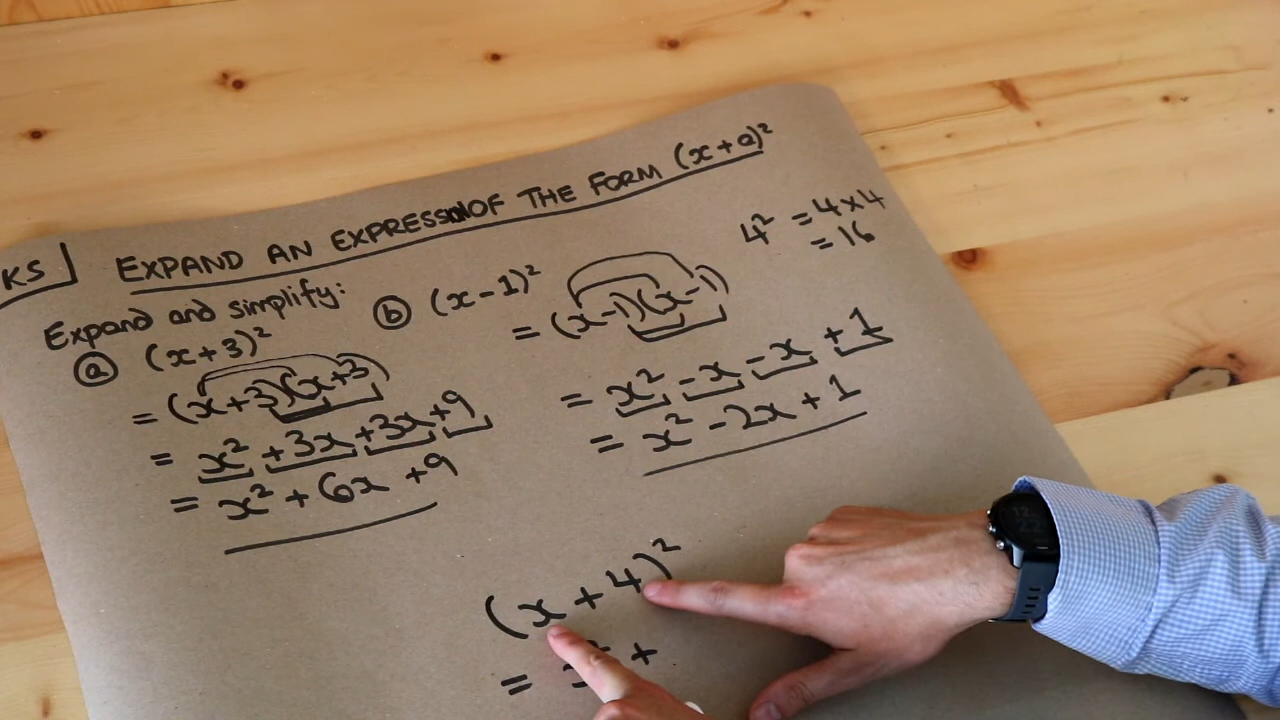 KS
EXPAND AN EXPRESSION OF THE FORM (x+a)²
Expand and simplify:
4² = 4×4
= 16
ⓐ (x+3)²
= (x+3)(x+3)
= x² +3x +3x +9
= x² + 6x + 9
ⓑ (x-1)²
= (x-1)(x-1)
= x² -x -x +1
= x² - 2x + 1
(x+4)²
= +